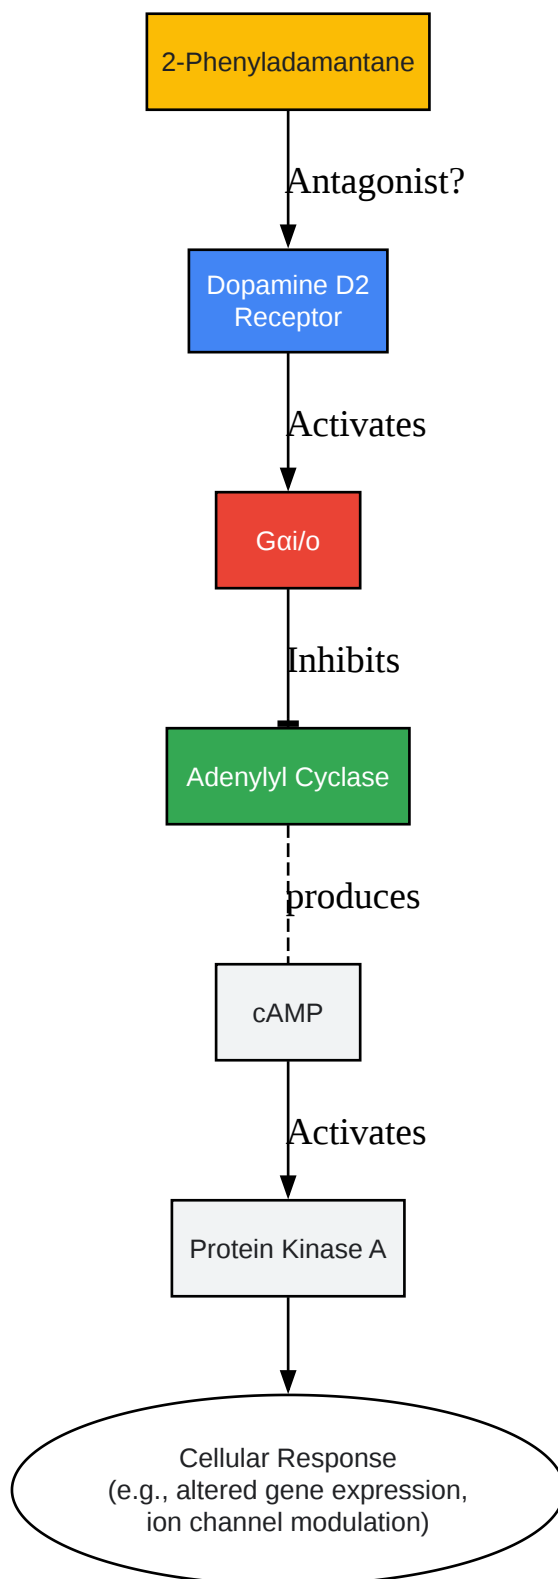 2-Phenyladamantane
Antagonist?
Dopamine D2
Receptor
Activates
Gαi/o
Inhibits
Adenylyl Cyclase
produces
cAMP
Activates
Protein Kinase A
Cellular Response
(e.g., altered gene expression,
ion channel modulation)